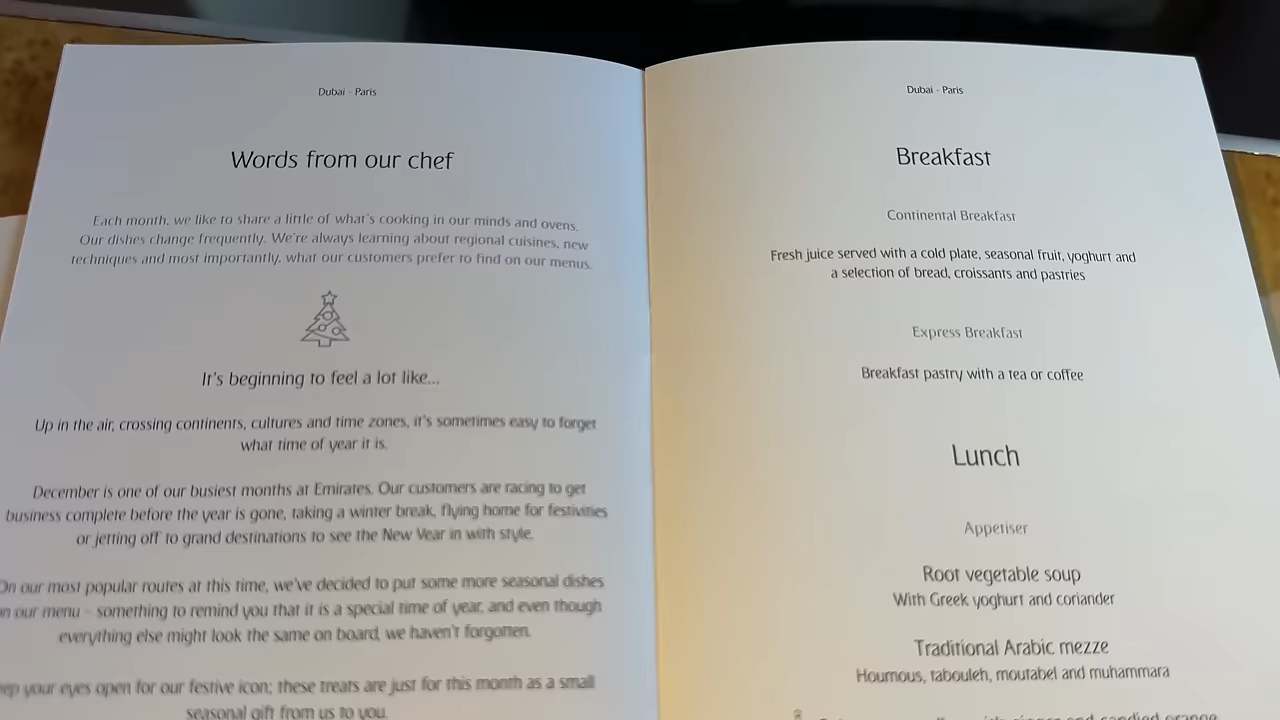 Dubai - Paris
Words from our chef
Each month, we like to share a little of what's cooking in our minds and ovens.
Our dishes change frequently. We're always learning about regional cuisines, new
techniques and most importantly, what our customers prefer to find on our menus.
It's beginning to feel a lot like...
Up in the air, crossing continents, cultures and time zones, it's sometimes easy to forget
what time of year it is.
December is one of our busiest months at Emirates. Our customers are racing to get
business complete before the year is gone, taking a winter break, flying home for festivities
or jetting off to grand destinations to see the New Year in with style.
On our most popular routes at this time, we've decided to put some more seasonal dishes
on our menu – something to remind you that it is a special time of year, and even though
everything else might look the same on board, we haven't forgotten.
your eyes open for our festive icon; these treats are just for this month as a small
seasonal gift from us to you.
Dubai - Paris
Breakfast
Continental Breakfast
Fresh juice served with a cold plate, seasonal fruit, yoghurt and
a selection of bread, croissants and pastries
Express Breakfast
Breakfast pastry with a tea or coffee
Lunch
Appetiser
Root vegetable soup
With Greek yoghurt and coriander
Traditional Arabic mezze
Houmous, tabouleh, moutabel and muhammara